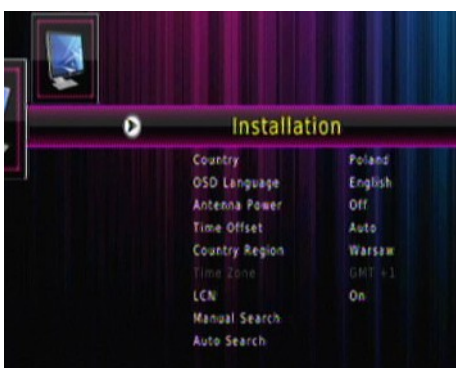 Installation
Country Poland
OSD Language English
Antenna Power Off
Time Offset Auto
Country Region Warsaw
Time Zone GMT +1
LCN On
Manual Search
Auto Search